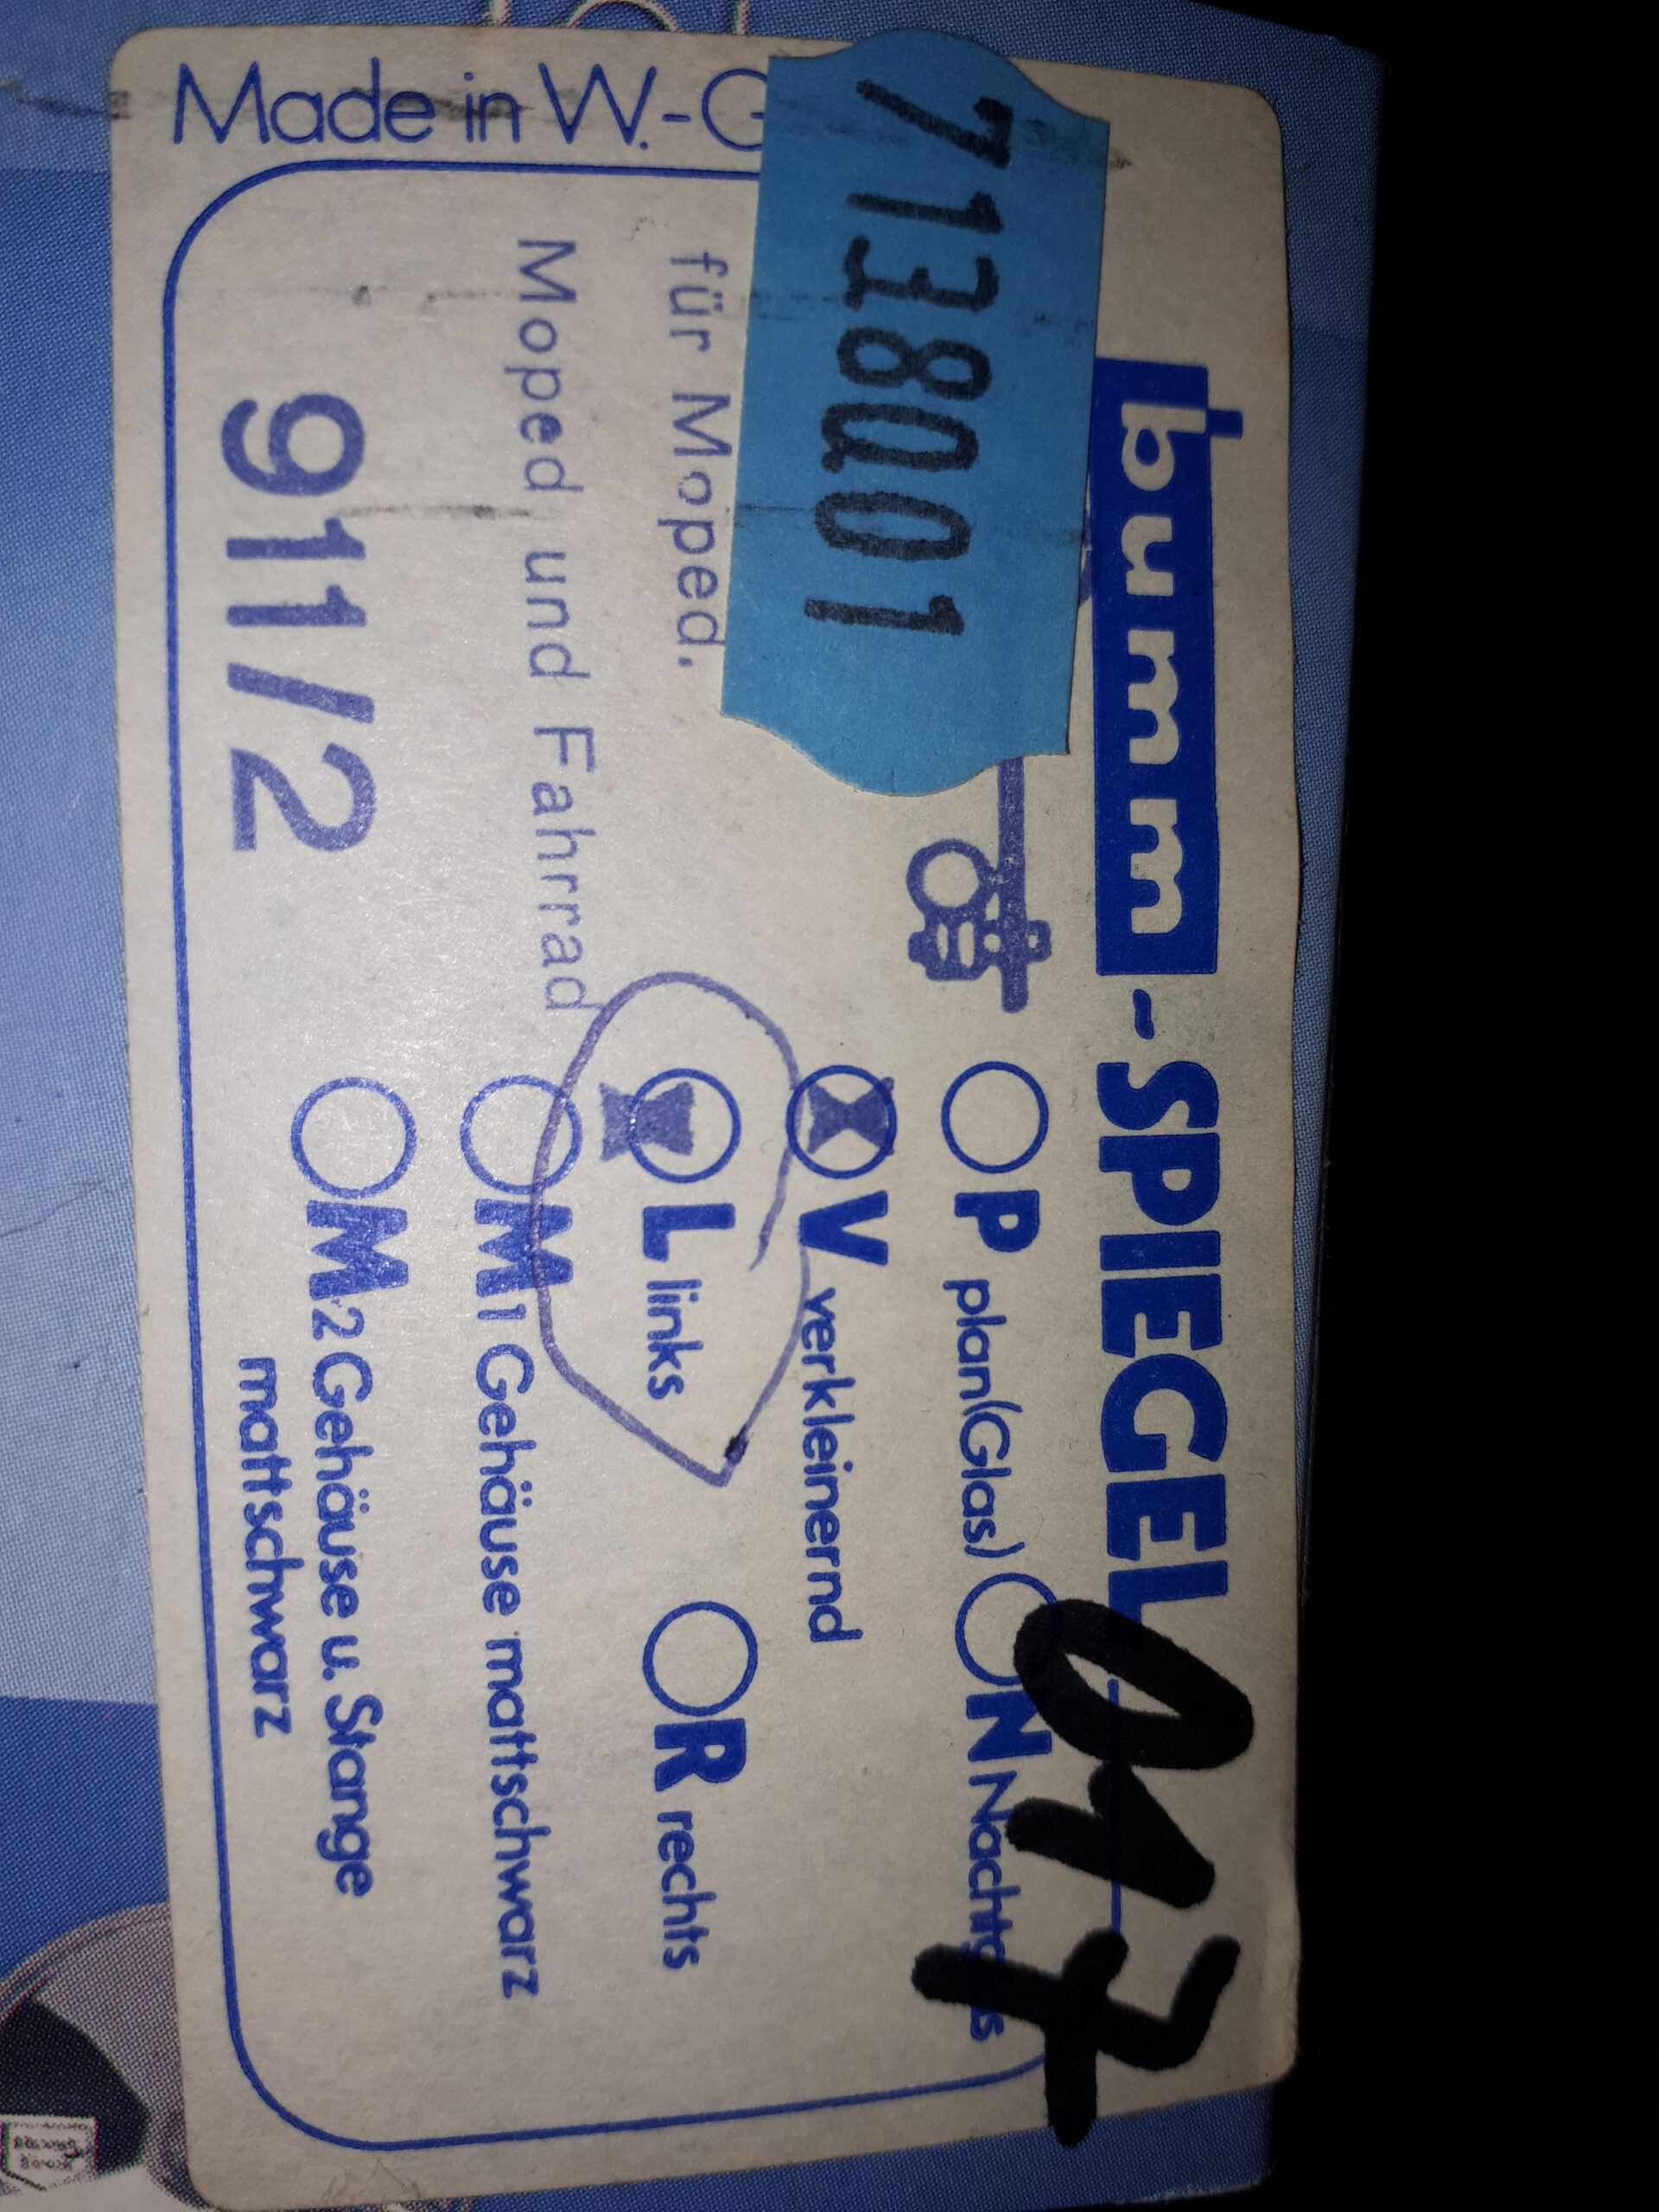 bumm-SPIEGEL
017
7138001
P plan(Glas) N Nachtglas
V verkleinernd
für Moped.
L links R rechts
Moped und Fahrrad
M1 Gehäuse mattschwarz
911/2
M2 Gehäuse u. Stange
mattschwarz
Made in W.-G